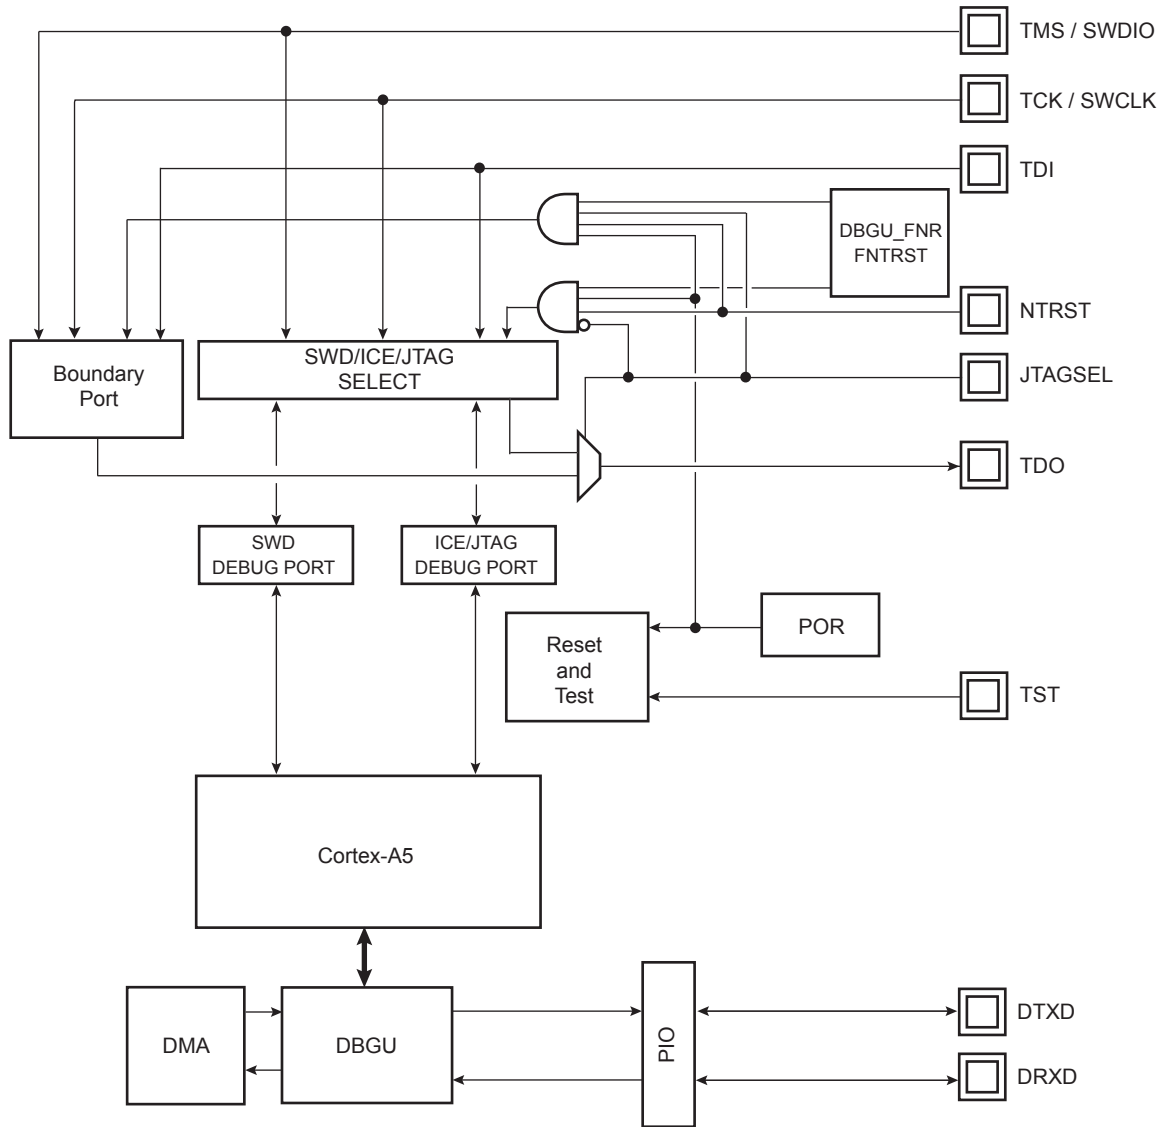 TMS / SWDIO
TCK / SWCLK
TDI
DBGU_FNR
FNTRST
NTRST
SWD/ICE/JTAG
SELECT
Boundary
Port
JTAGSEL
TDO
SWD
DEBUG PORT
ICE/JTAG
DEBUG PORT
POR
Reset
and
Test
TST
Cortex-A5
DMA
DBGU
PIO
DTXD
DRXD